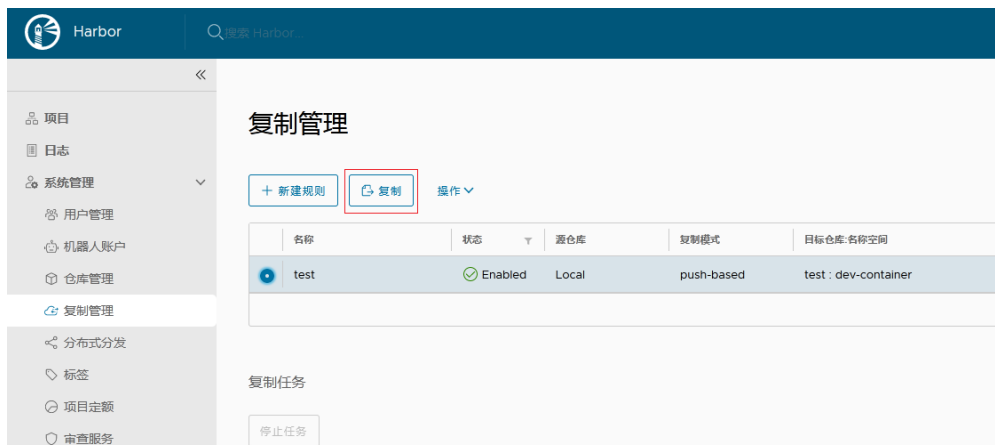 Harbor
搜索 Harbor...
项目
日志
系统管理
用户管理
机器人账户
仓库管理
复制管理
分布式分发
标签
项目定额
审查服务
复制管理
新建规则 复制 操作
名称 状态 源仓库 复制模式 目标仓库:名称空间
test Enabled Local push-based test : dev-container
复制任务
停止任务